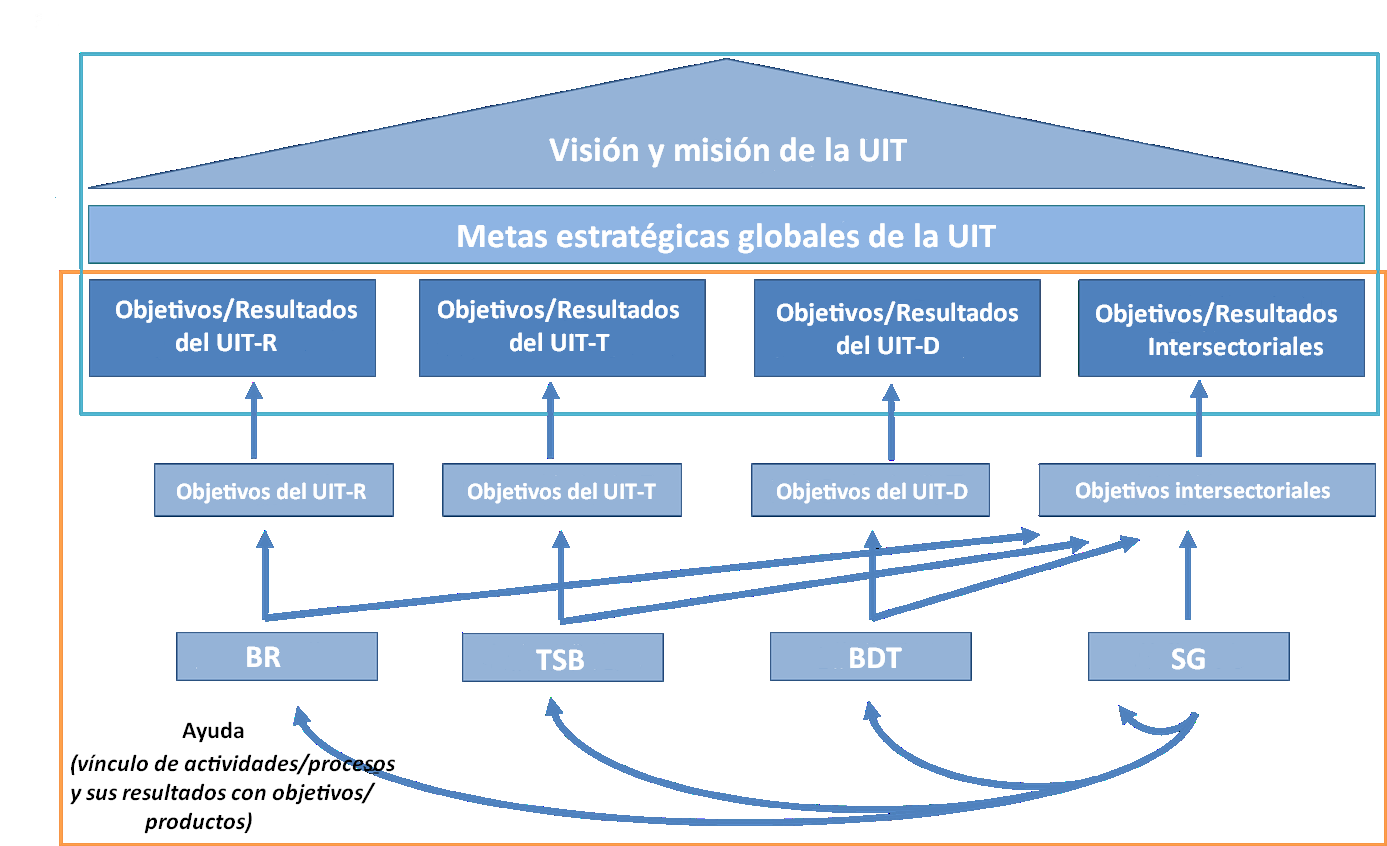 Visión y misión de la UIT
Metas estratégicas globales de la UIT
Objetivos/Resultados
del UIT-R
Objetivos/Resultados
del UIT-T
Objetivos/Resultados
del UIT-D
Objetivos/Resultados
Intersectoriales
Objetivos del UIT-R
Objetivos del UIT-T
Objetivos del UIT-D
Objetivos intersectoriales
BR
TSB
BDT
SG
Ayuda
(vínculo de actividades/procesos
y sus resultados con objetivos/
productos)